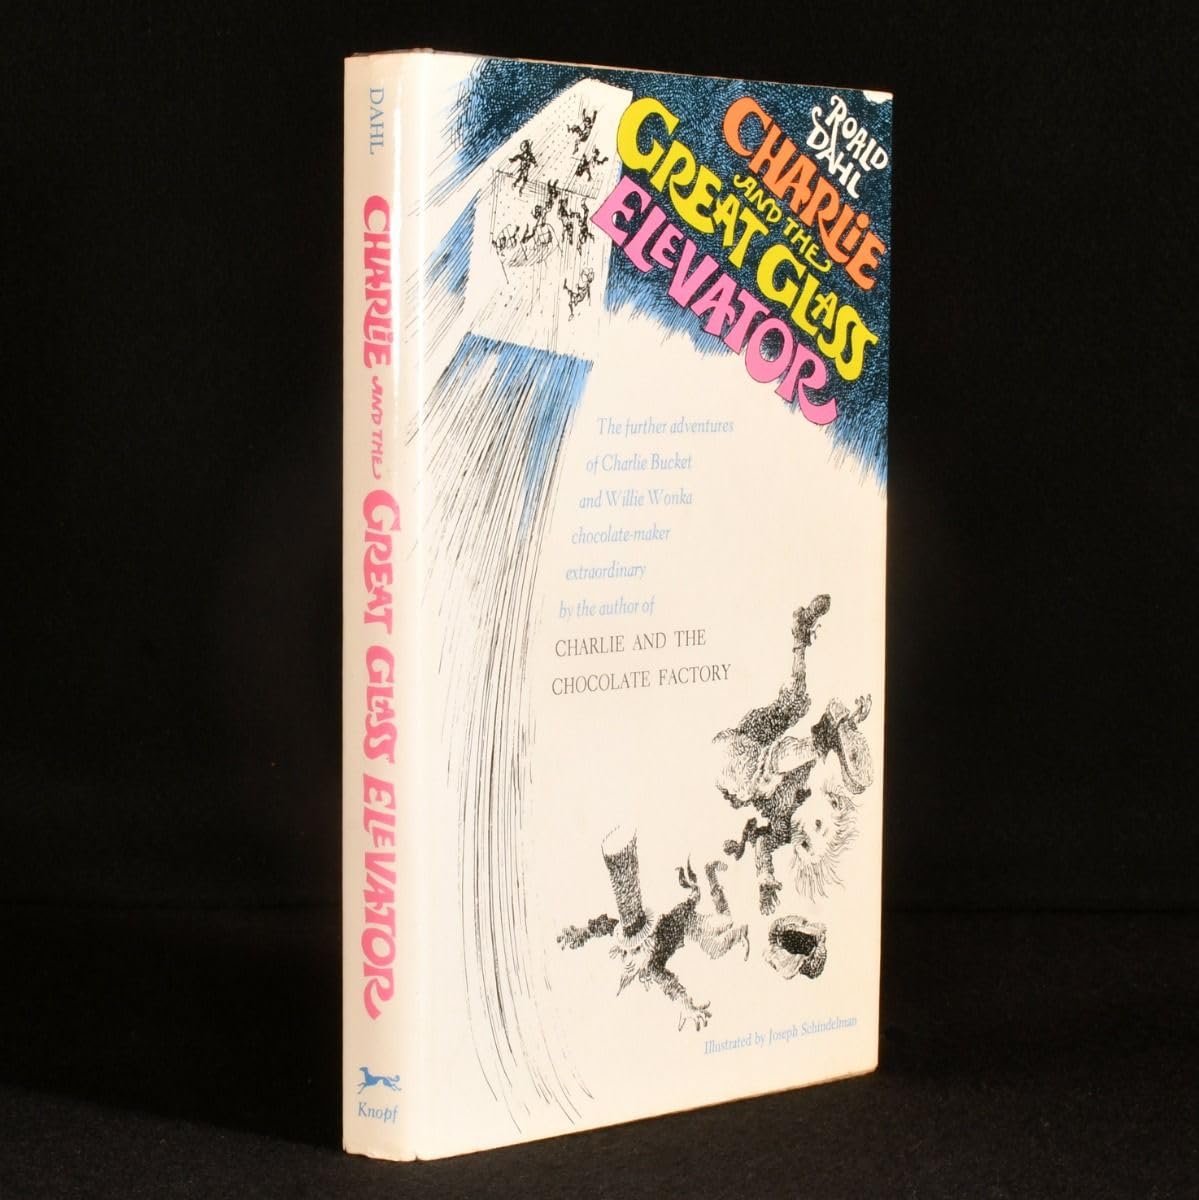 DAHL
CHARLIE AND THE GREAT GLASS ELEVATOR
Knopf
ROALD
DAHL
CHARLIE
AND THE
GREAT GLASS
ELEVATOR
The further adventures
of Charlie Bucket
and Willie Wonka
chocolate-maker
extraordinary
by the author of
CHARLIE AND THE
CHOCOLATE FACTORY
Illustrated by Joseph Schindelman